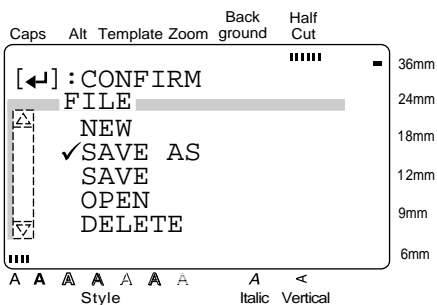 Back Half
Caps Alt Template Zoom ground Cut
[↵]:CONFIRM
36mm
FILE
24mm
NEW
18mm
✓SAVE AS
SAVE
12mm
OPEN
9mm
DELETE
6mm
A A A A A A A A A
Style Italic Vertical